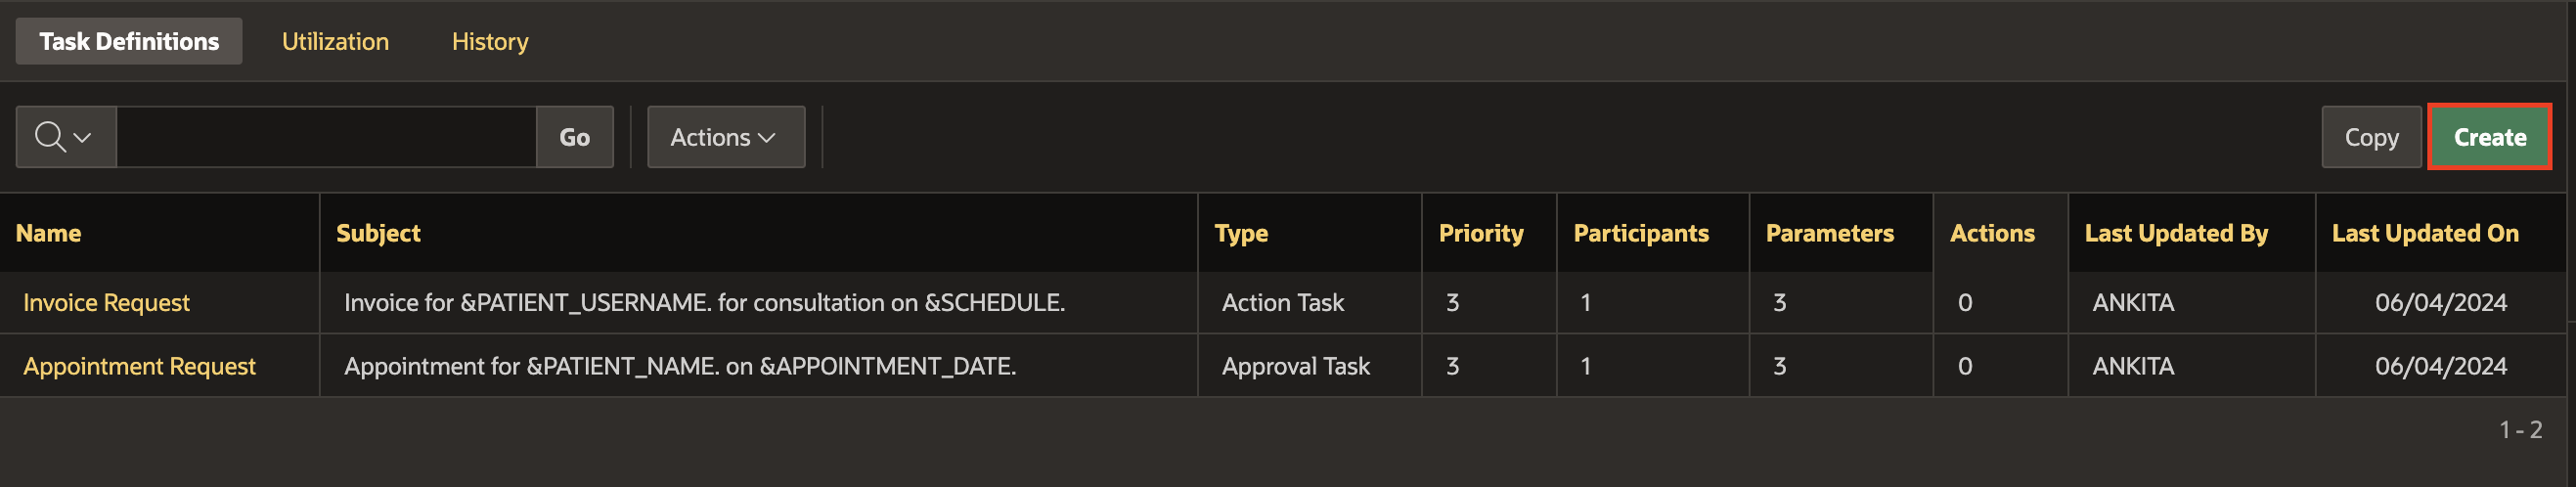 Task Definitions Utilization History
Go Actions Copy Create
Name Subject Type Priority Participants Parameters Actions Last Updated By Last Updated On
Invoice Request Invoice for &PATIENT_USERNAME. for consultation on &SCHEDULE. Action Task 3 1 3 0 ANKITA 06/04/2024
Appointment Request Appointment for &PATIENT_NAME. on &APPOINTMENT_DATE. Approval Task 3 1 3 0 ANKITA 06/04/2024
1 - 2